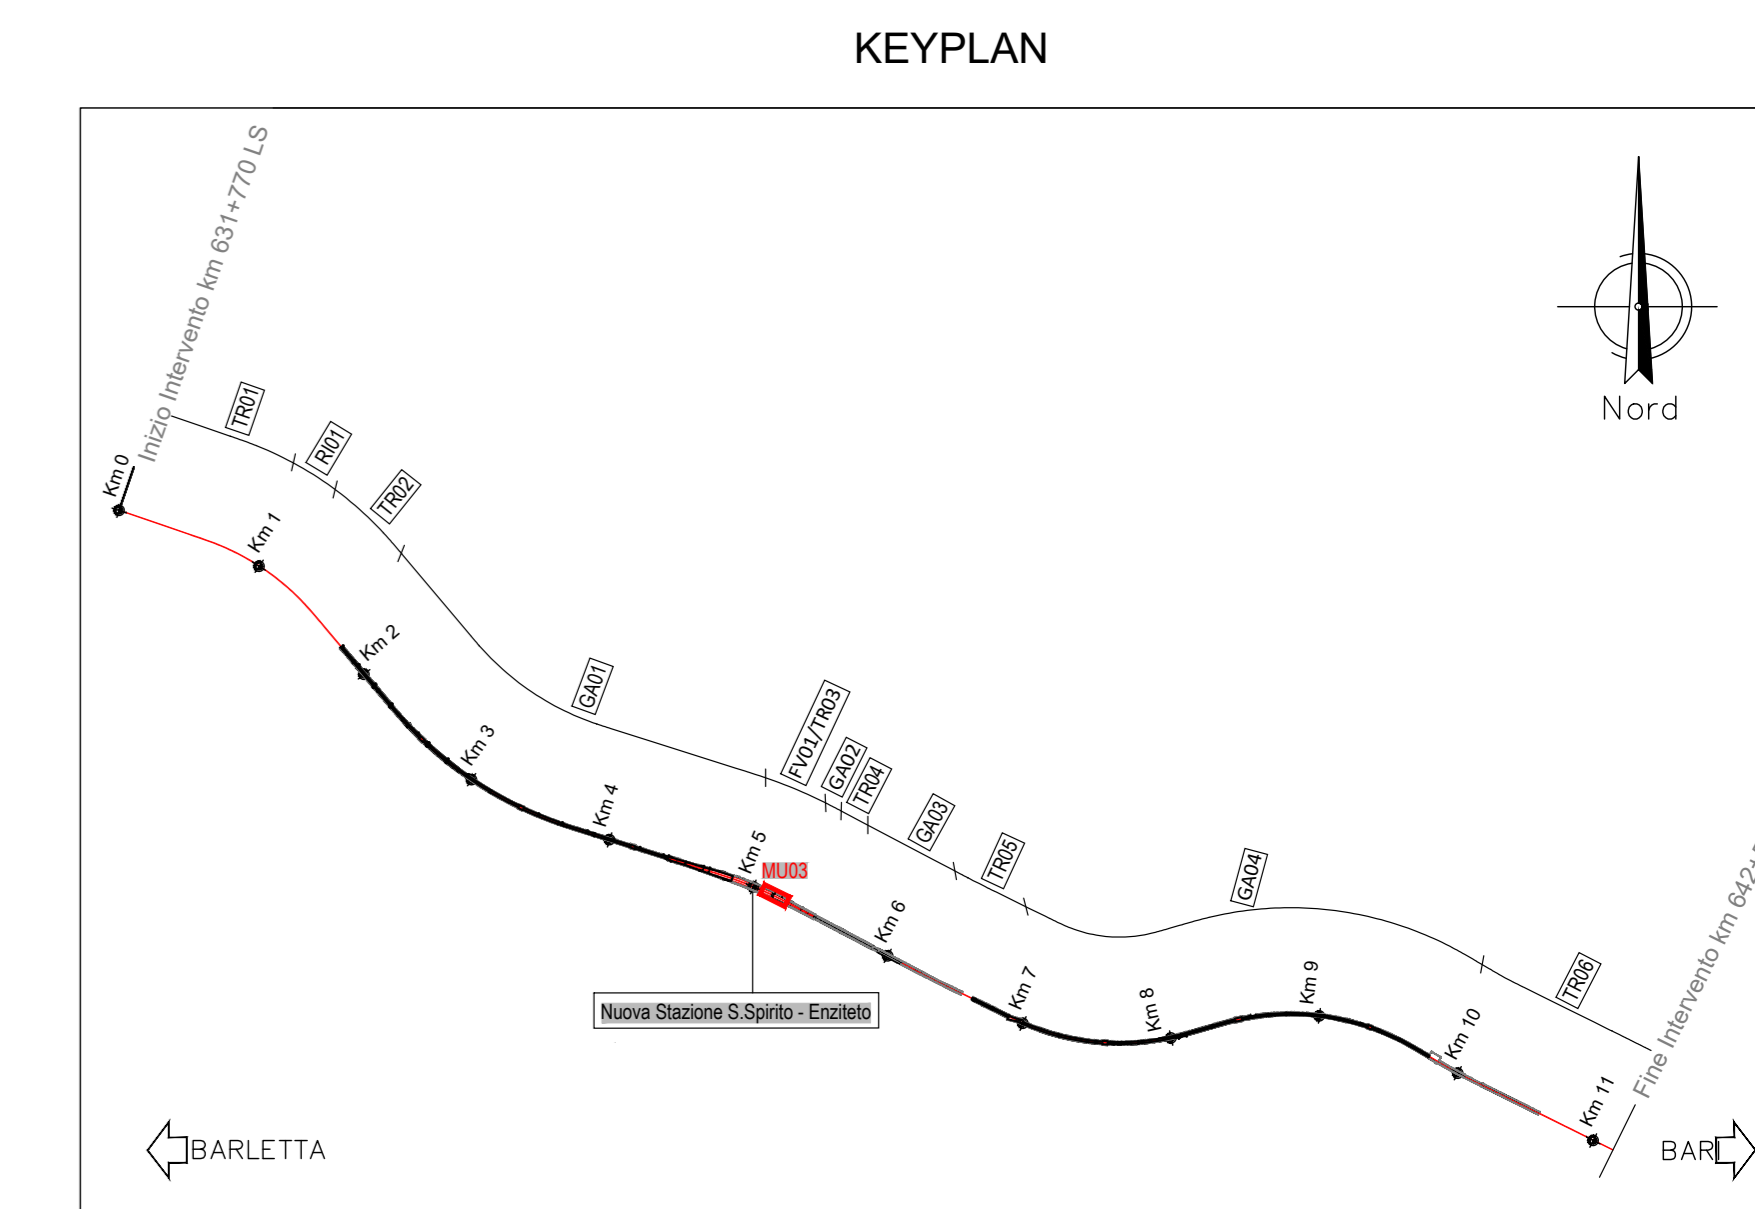 KEYPLAN
Inizio Intervento km 631+770 LS
Nord
TR01
RI01
TR02
GA01
FV01/TR03
GA02
TR04
GA03
TR05
GA04
TR06
Km 0
Km 1
Km 2
Km 3
Km 4
Km 5
MU03
Km 6
Km 7
Km 8
Km 9
Km 10
Km 11
Nuova Stazione S.Spirito - Enziteto
Fine Intervento km 642+
BARLETTA
BARI